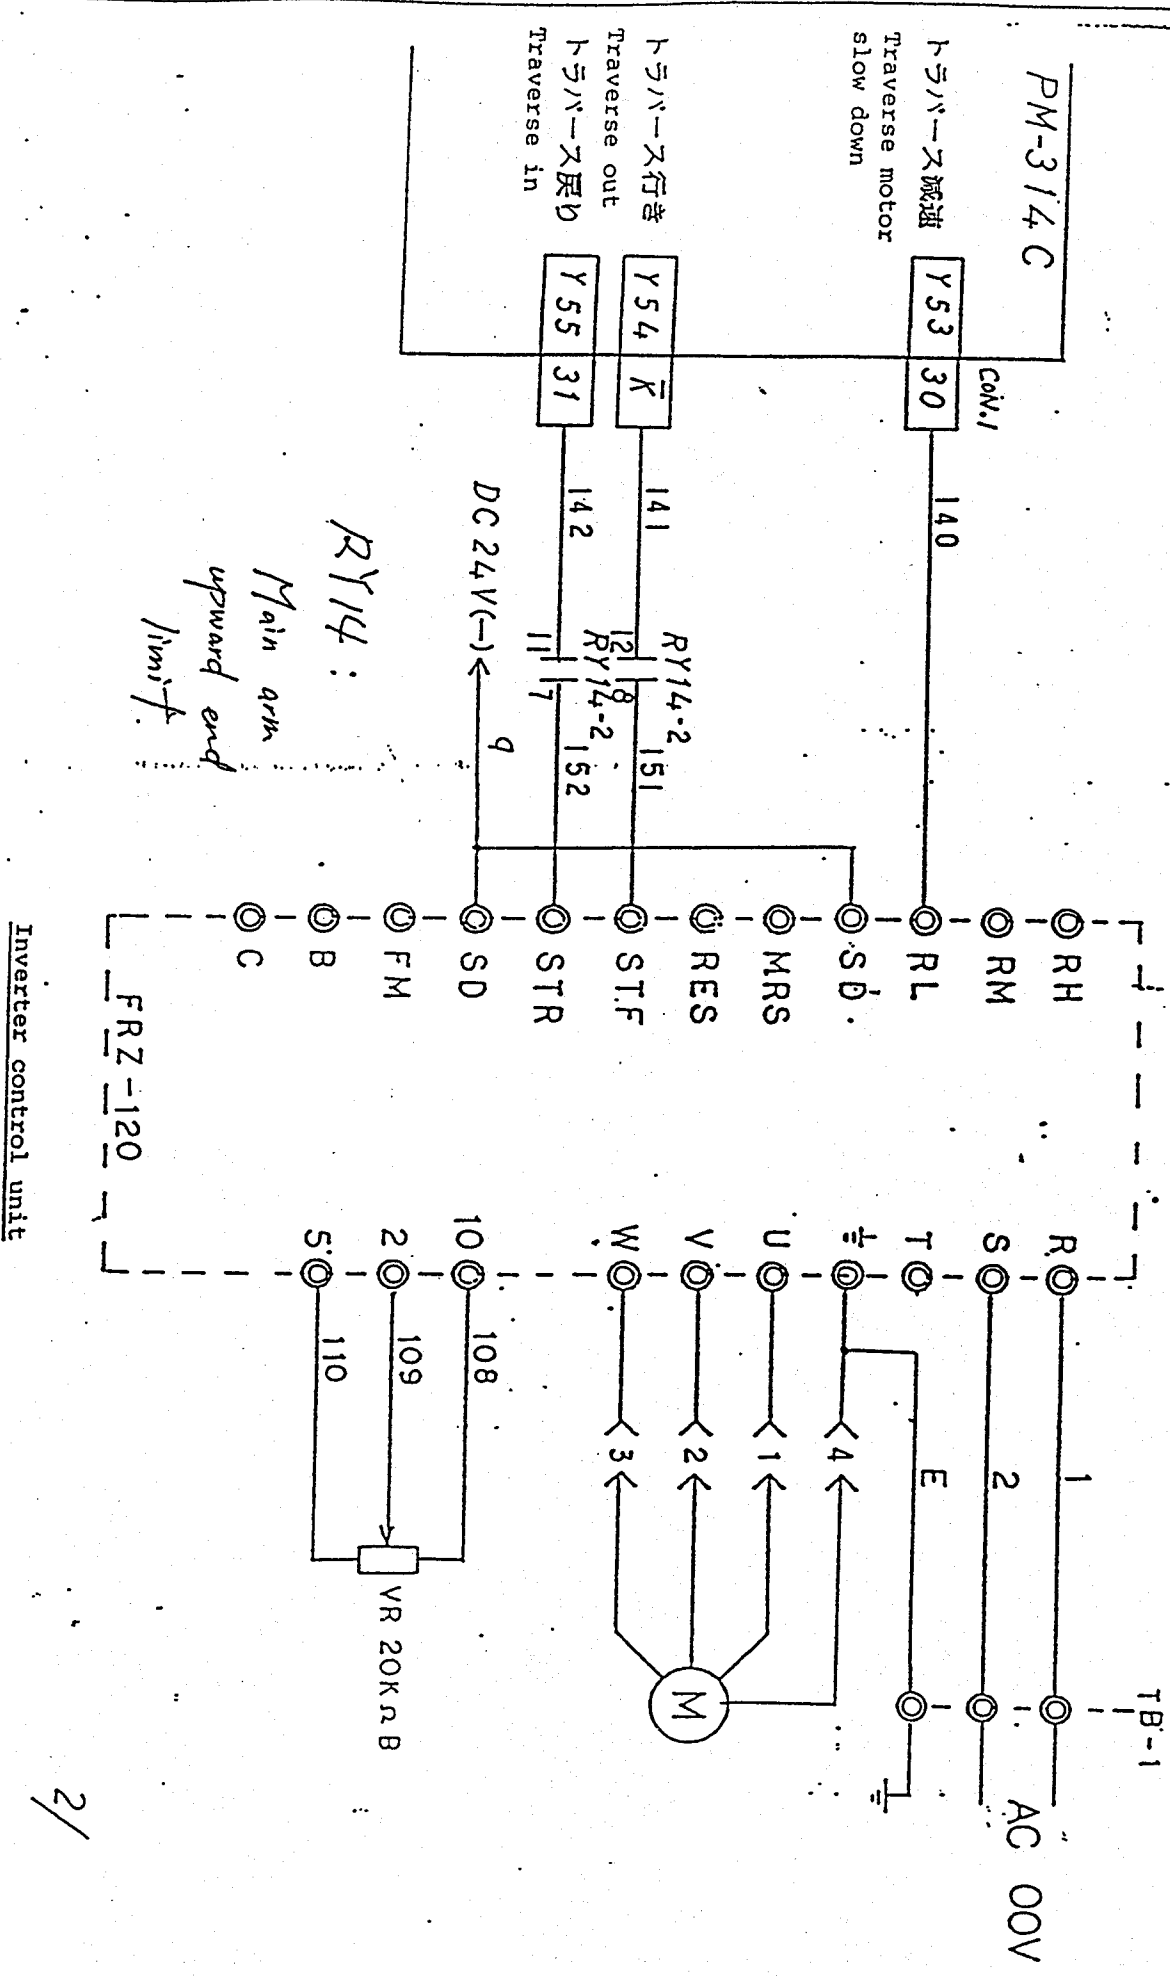 PM-314C
トラバース減速
Traverse motor
slow down
Y53 30
CON.1
140
トラバース行き
Traverse out
Y54 K̅
141
RY14-2
12 8
151
トラバース戻り
Traverse in
Y55 31
142
RY14-2
11 7
152
DC24V(-)
9
RY14:
Main arm
upward end
limit.
RH
RM
RL
SD
MRS
RES
STF
STR
SD
FM
B
C
FRZ-120
R
S
T
U
V
W
10
2
5
1
2
E
4
1
2
3
M
108
109
110
VR 20KΩB
TB-1
AC 00V
Inverter control unit
21